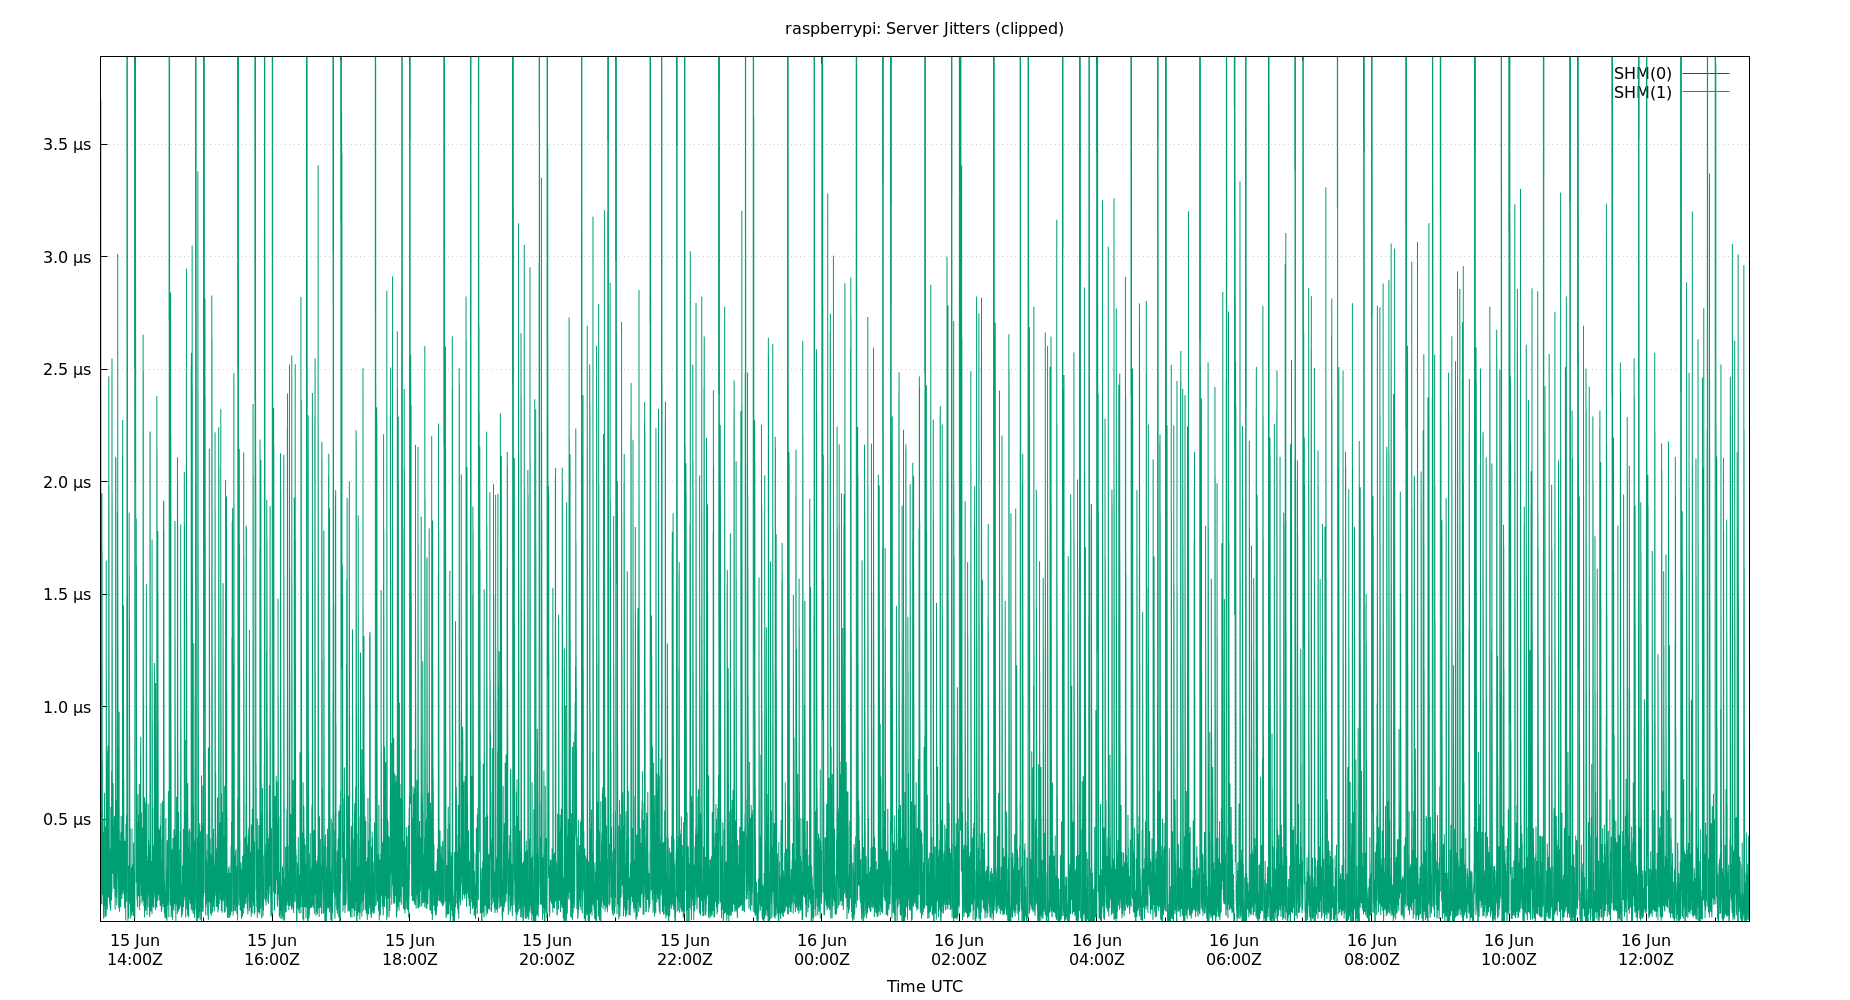 raspberrypi: Server Jitters (clipped)
SHM(0)
SHM(1)
3.5 µs
3.0 µs
2.5 µs
2.0 µs
1.5 µs
1.0 µs
0.5 µs
15 Jun 15 Jun 15 Jun 15 Jun 15 Jun 16 Jun 16 Jun 16 Jun 16 Jun 16 Jun 16 Jun 16 Jun
14:00Z 16:00Z 18:00Z 20:00Z 22:00Z 00:00Z 02:00Z 04:00Z 06:00Z 08:00Z 10:00Z 12:00Z
Time UTC